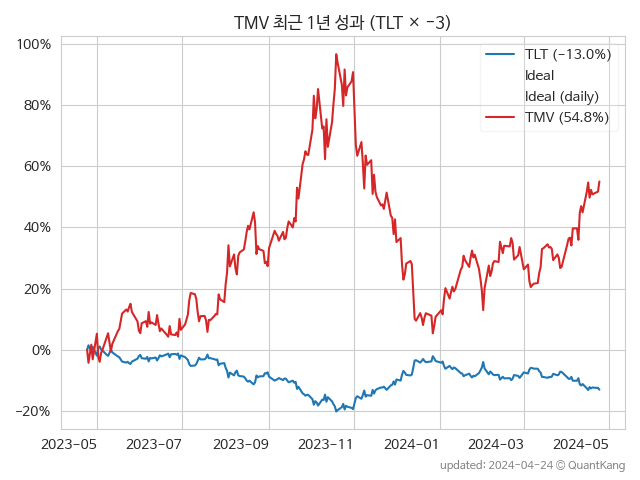 TMV 최근 1년 성과 (TLT × −3)
100%
80%
60%
40%
20%
0%
−20%
TLT (−13.0%)
Ideal
Ideal (daily)
TMV (54.8%)
2023-05 2023-07 2023-09 2023-11 2024-01 2024-03 2024-05
updated: 2024-04-24 © QuantKang